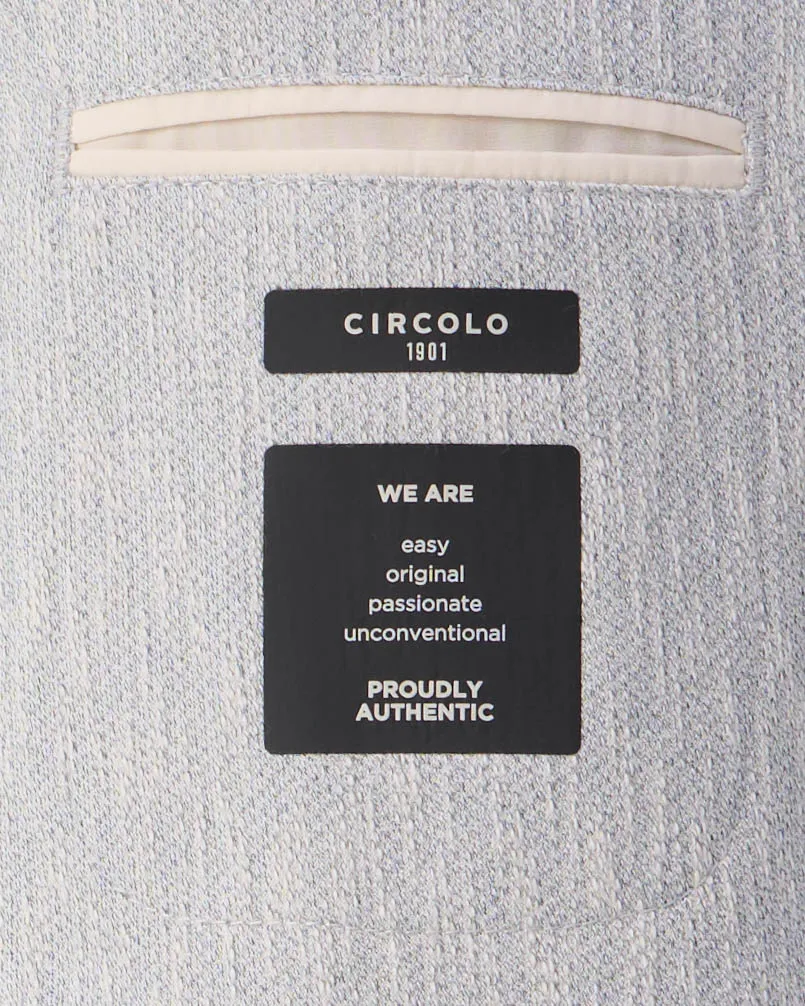 CIRCOLO
1901
WE ARE
easy
original
passionate
unconventional
PROUDLY
AUTHENTIC